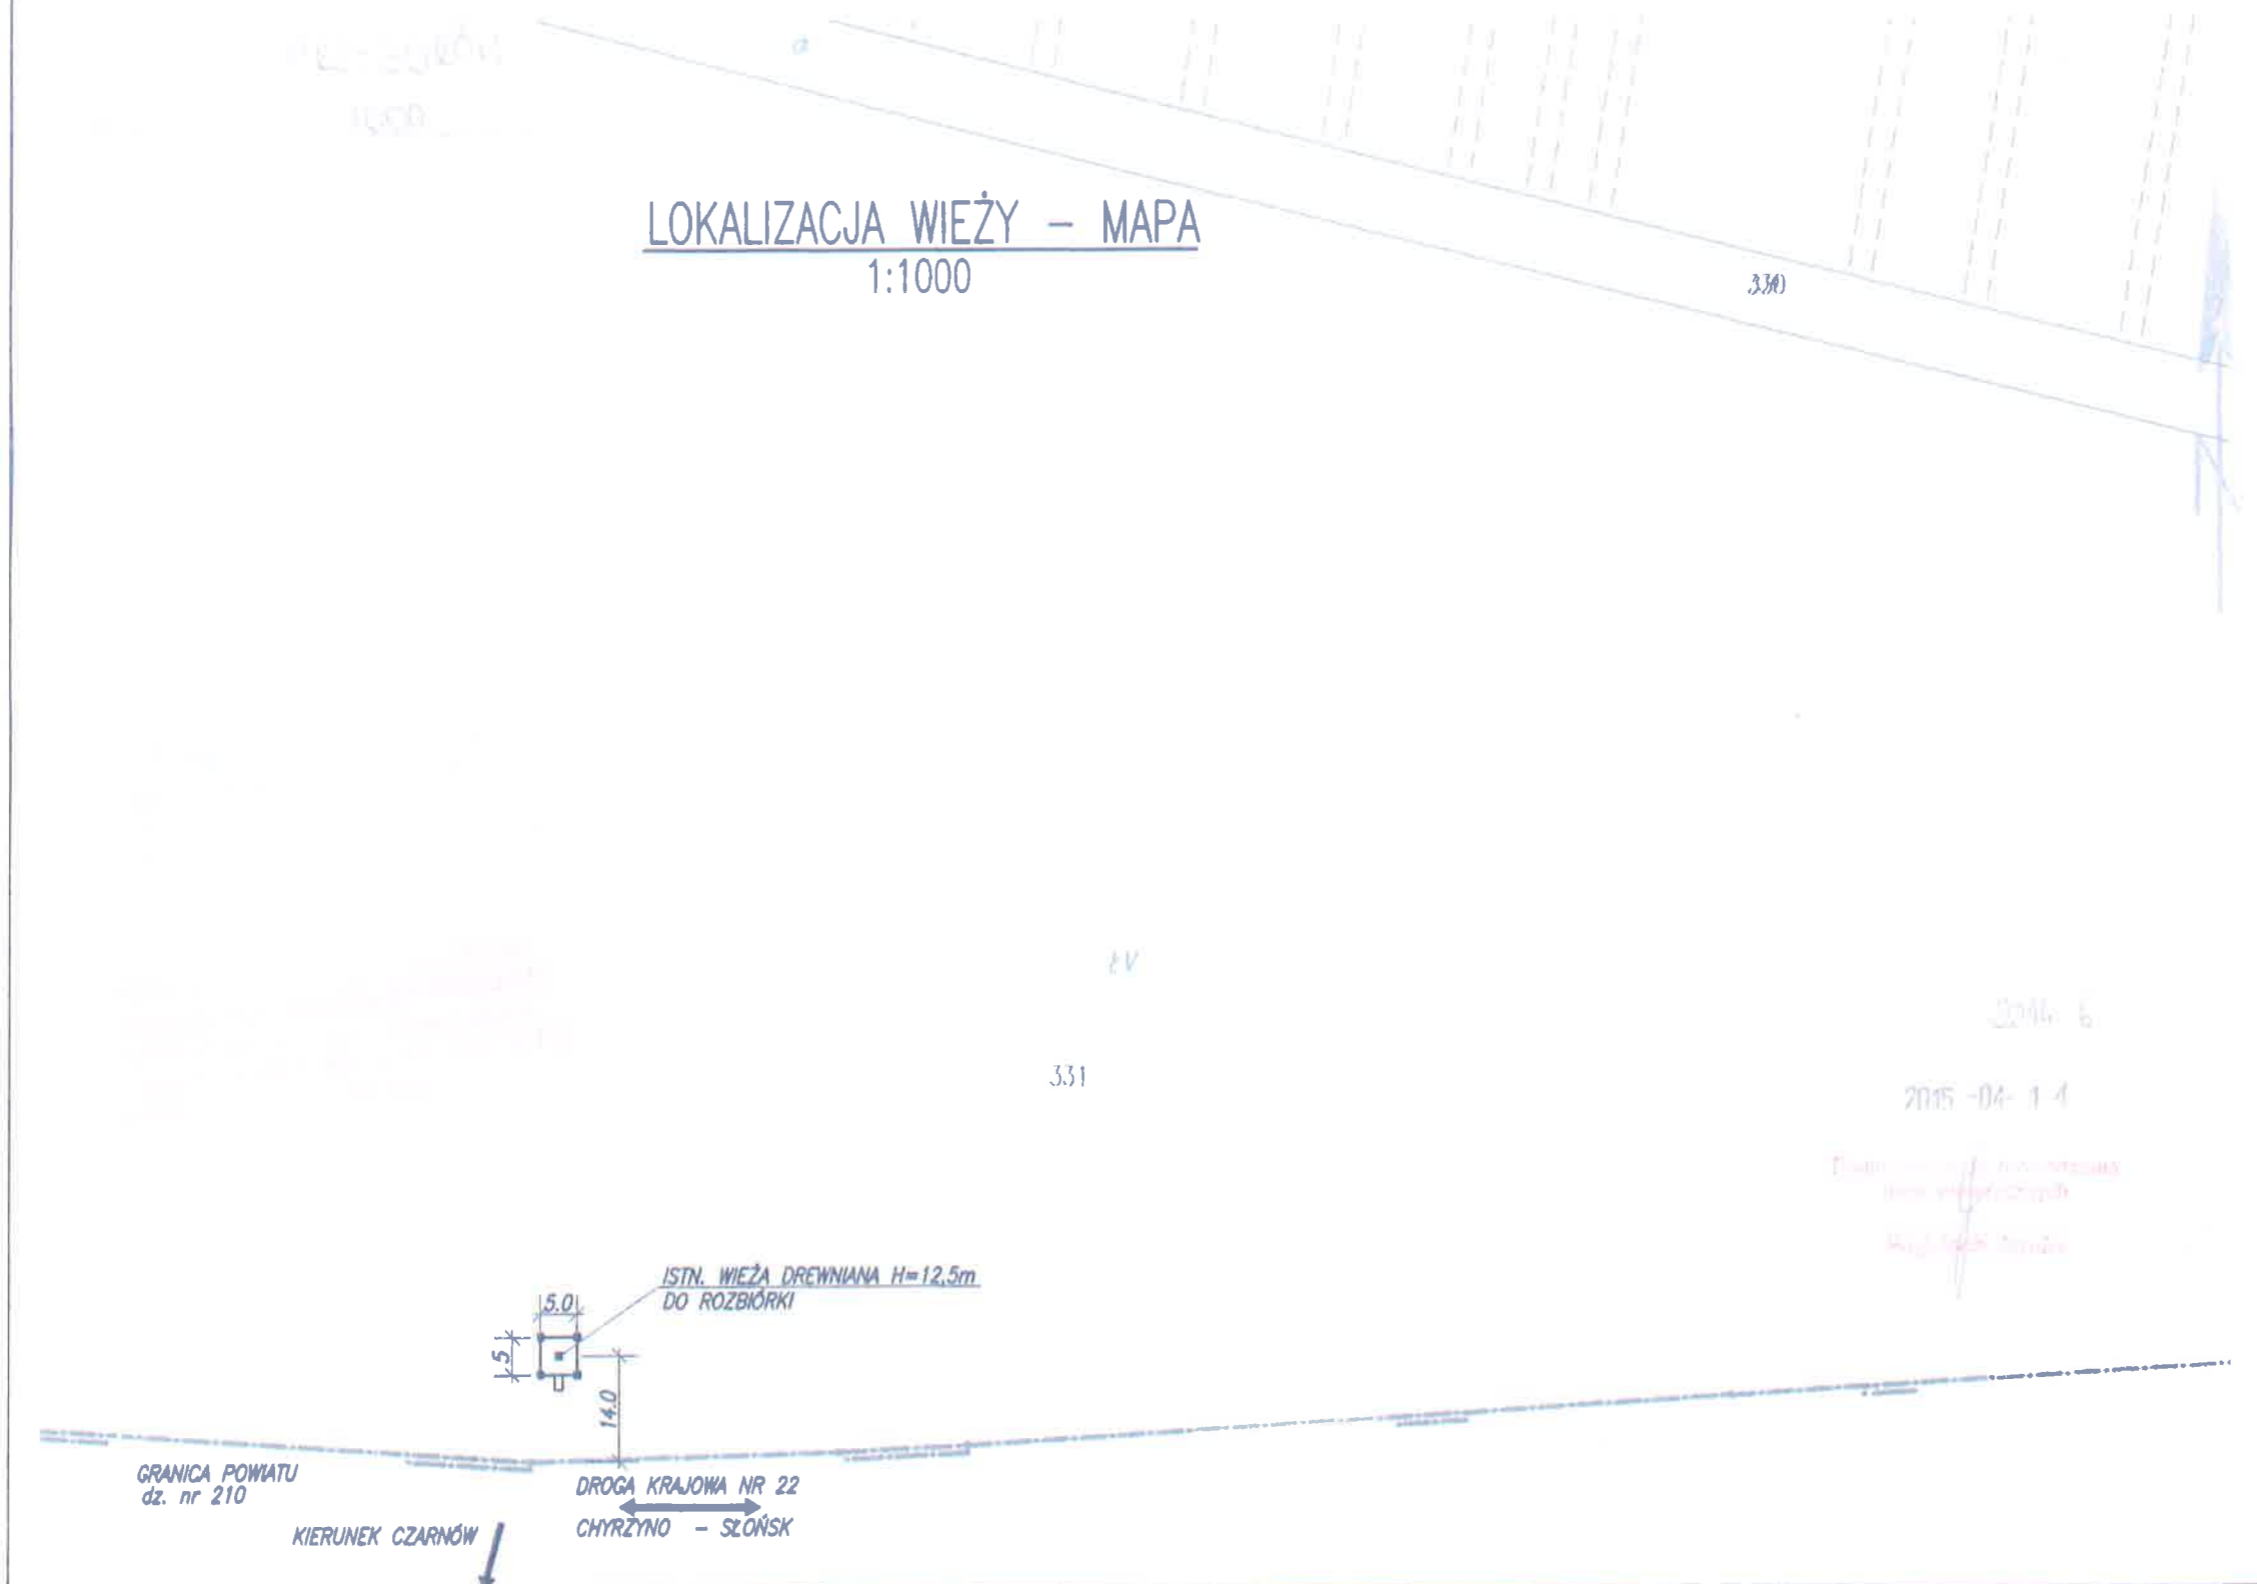 LOKALIZACJA WIEŻY – MAPA
1:1000
330
ŁV
331
2015 -04- 1 4
ISTN. WIEŻA DREWNIANA H=12,5m
DO ROZBIÓRKI
5.0
5
14.0
GRANICA POWIATU
dz. nr 210
DROGA KRAJOWA NR 22
CHYRZYNO – SŁOŃSK
KIERUNEK CZARNÓW